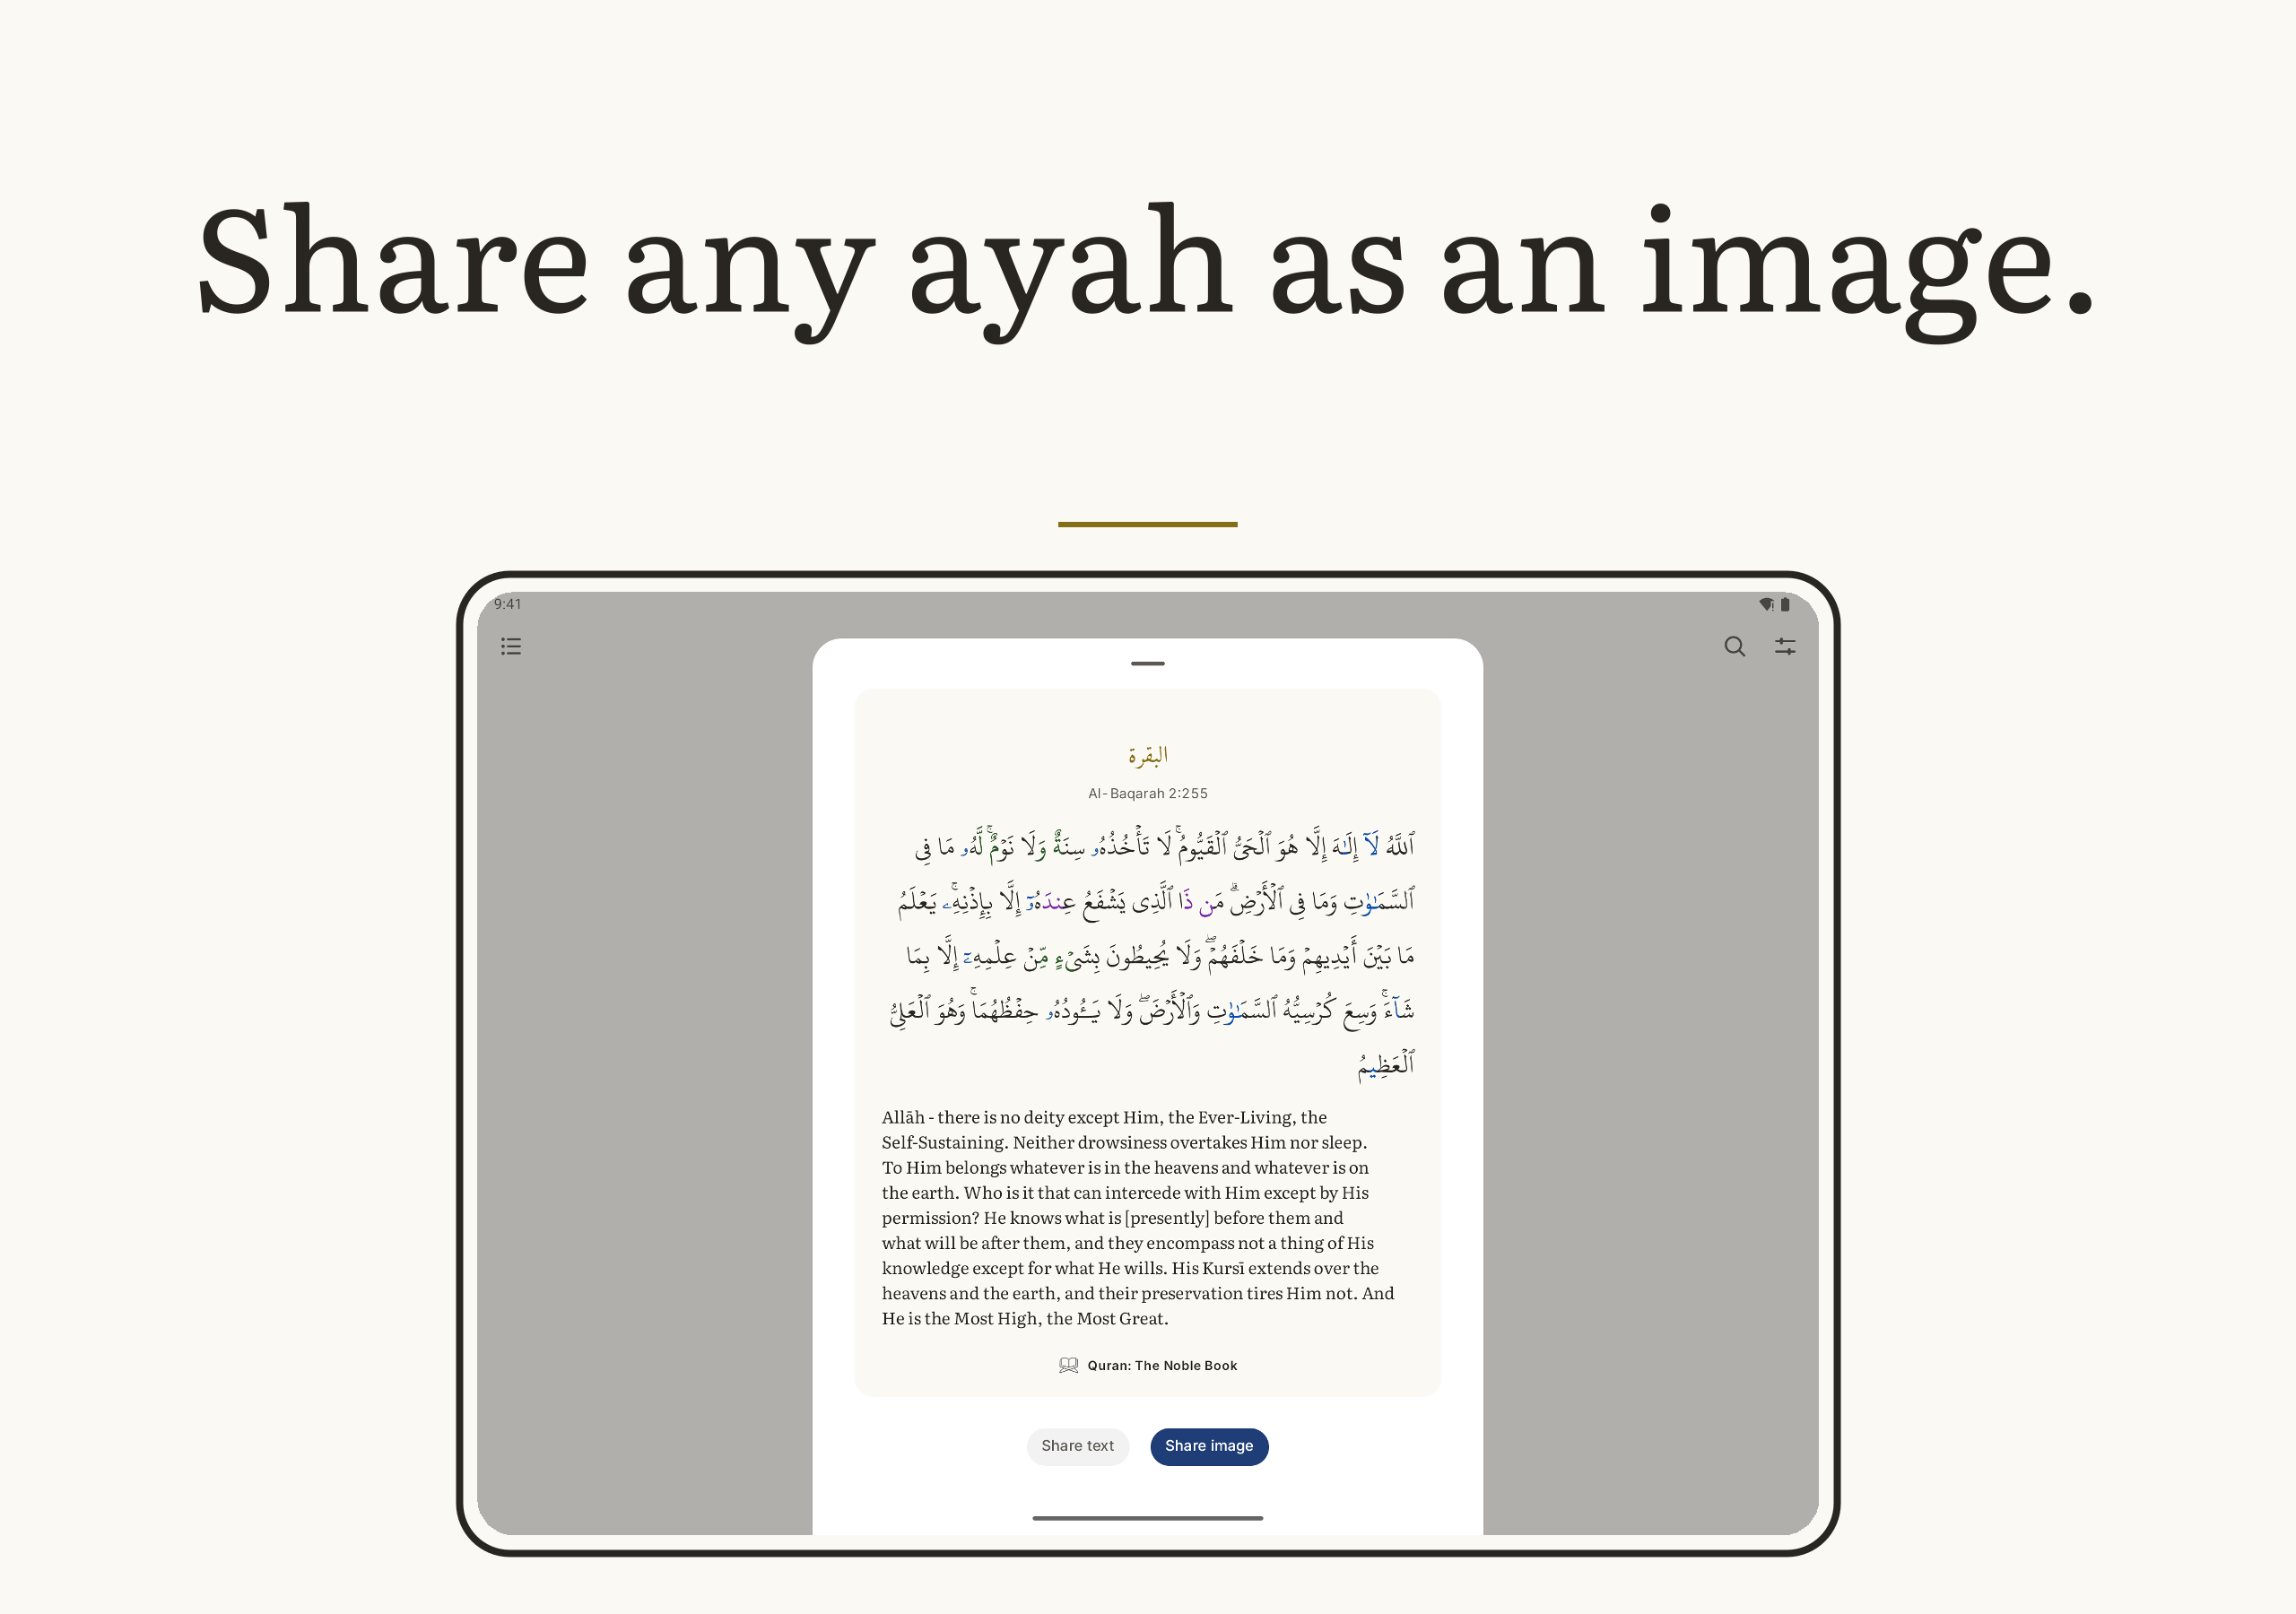 Share any ayah as an image.
9:41
البقرة
Al-Baqarah 2:255
ٱللَّهُ لَآ إِلَـٰهَ إِلَّا هُوَ ٱلْحَىُّ ٱلْقَيُّومُ ۚ لَا تَأْخُذُهُۥ سِنَةٌ وَلَا نَوْمٌ ۚ لَّهُۥ مَا فِى
ٱلسَّمَـٰوَٰتِ وَمَا فِى ٱلْأَرْضِ ۗ مَن ذَا ٱلَّذِى يَشْفَعُ عِندَهُۥٓ إِلَّا بِإِذْنِهِۦ ۚ يَعْلَمُ
مَا بَيْنَ أَيْدِيهِمْ وَمَا خَلْفَهُمْ ۖ وَلَا يُحِيطُونَ بِشَىْءٍ مِّنْ عِلْمِهِۦٓ إِلَّا بِمَا
شَآءَ ۚ وَسِعَ كُرْسِيُّهُ ٱلسَّمَـٰوَٰتِ وَٱلْأَرْضَ ۖ وَلَا يَـُٔودُهُۥ حِفْظُهُمَا ۚ وَهُوَ ٱلْعَلِىُّ
ٱلْعَظِيمُ
Allāh - there is no deity except Him, the Ever-Living, the
Self-Sustaining. Neither drowsiness overtakes Him nor sleep.
To Him belongs whatever is in the heavens and whatever is on
the earth. Who is it that can intercede with Him except by His
permission? He knows what is [presently] before them and
what will be after them, and they encompass not a thing of His
knowledge except for what He wills. His Kursī extends over the
heavens and the earth, and their preservation tires Him not. And
He is the Most High, the Most Great.
Quran: The Noble Book
Share text
Share image